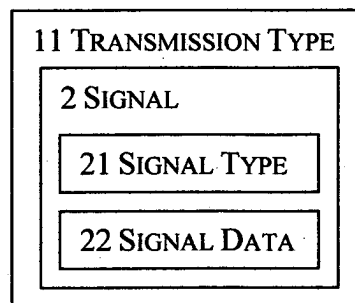 11 TRANSMISSION TYPE
2 SIGNAL
21 SIGNAL TYPE
22 SIGNAL DATA